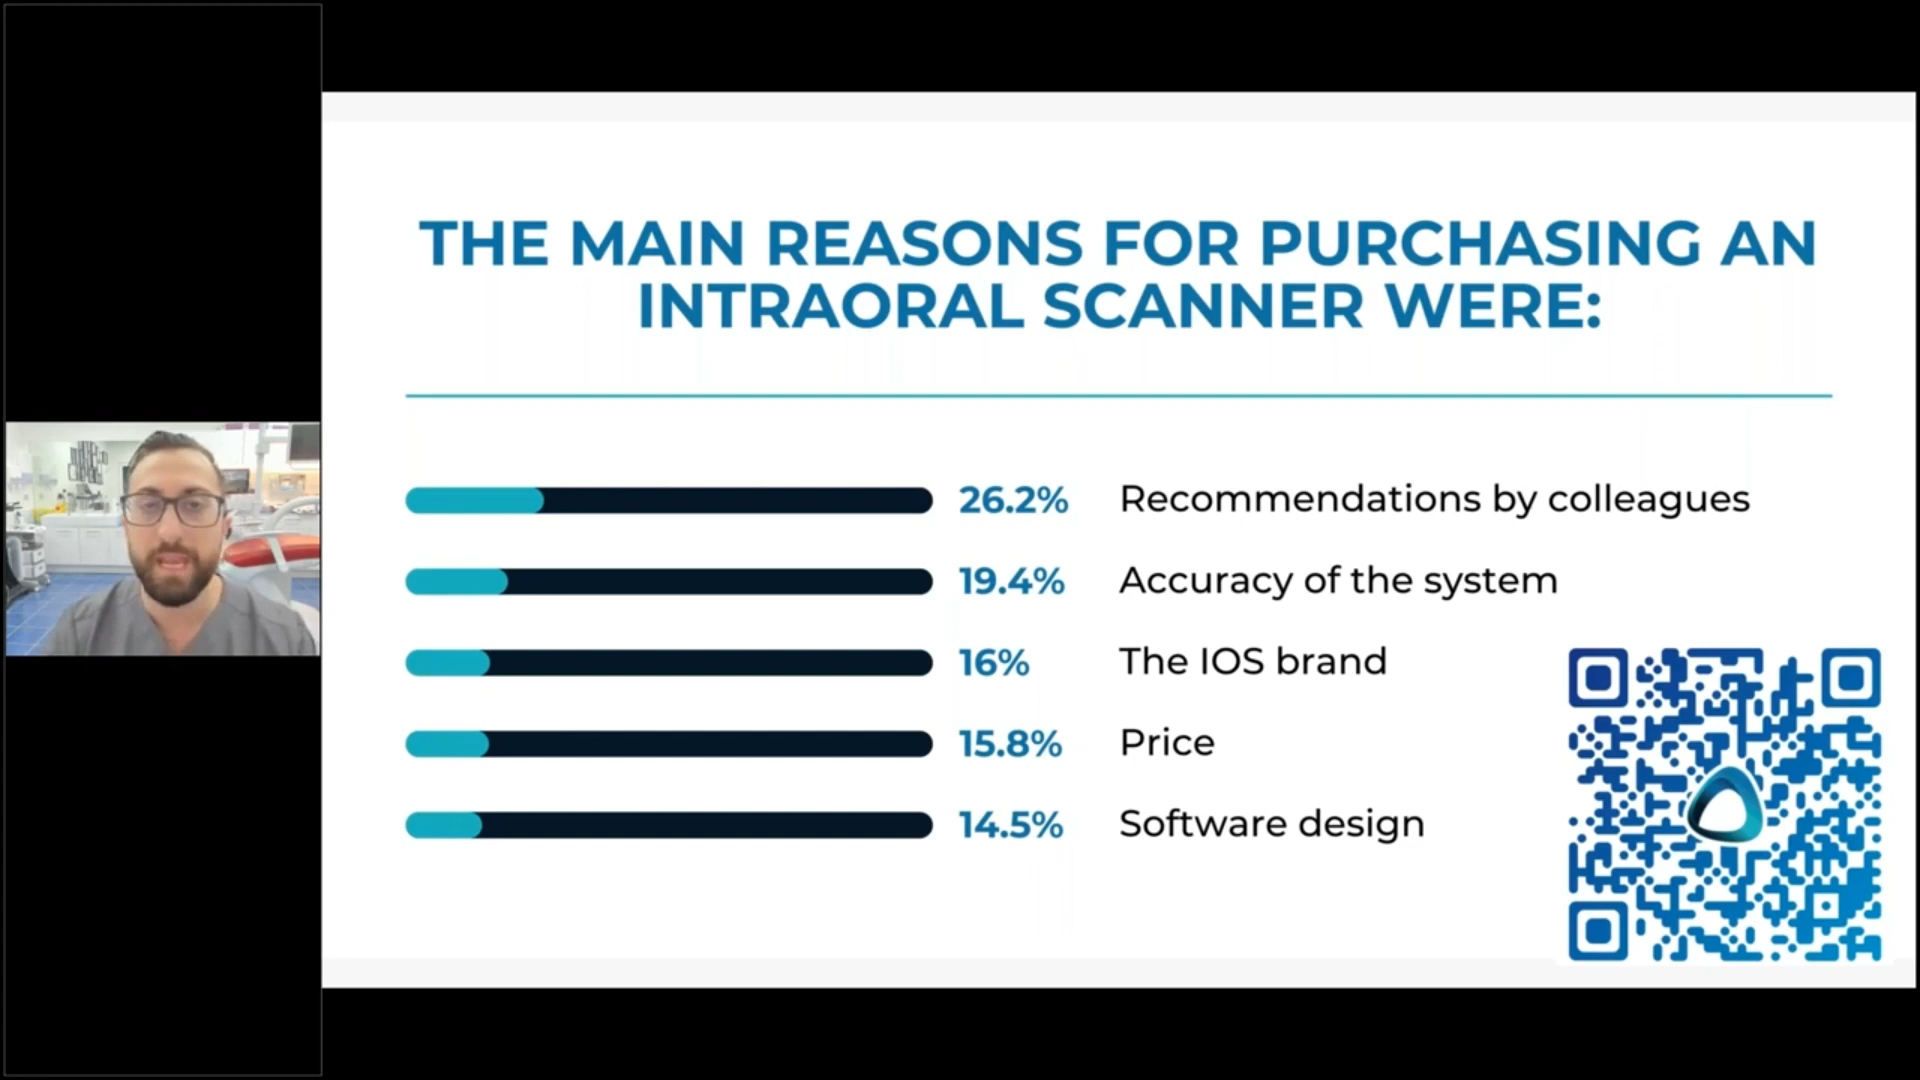 THE MAIN REASONS FOR PURCHASING AN
INTRAORAL SCANNER WERE:
26.2% Recommendations by colleagues
19.4% Accuracy of the system
16% The IOS brand
15.8% Price
14.5% Software design